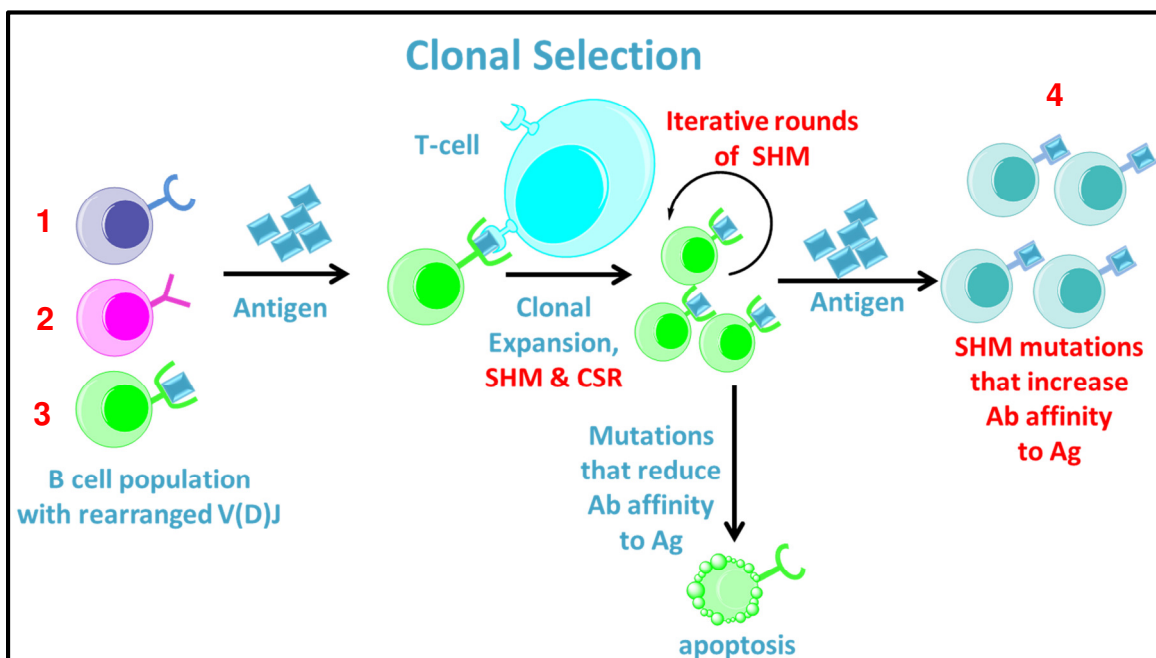 Clonal Selection
T-cell
Iterative rounds
of SHM
4
1
2
3
Antigen
Clonal
Expansion,
SHM & CSR
Antigen
B cell population
with rearranged V(D)J
Mutations
that reduce
Ab affinity
to Ag
SHM mutations
that increase
Ab affinity
to Ag
apoptosis